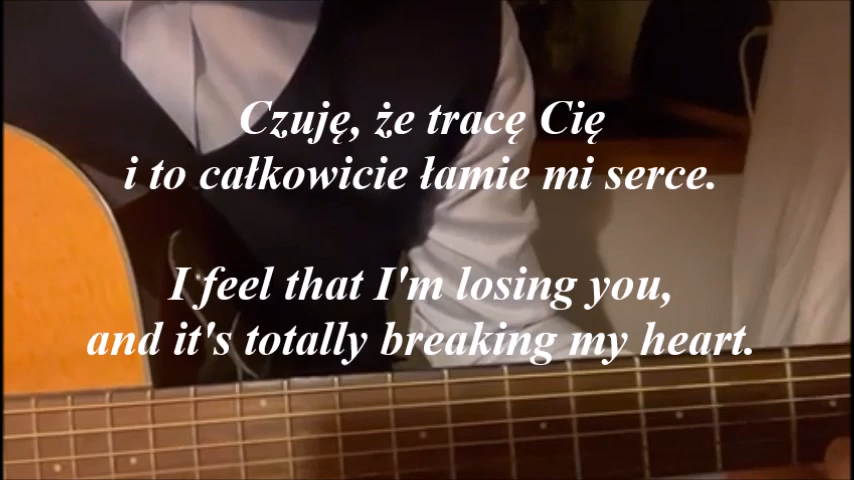 Czuję, że tracę Cię
i to całkowicie łamie mi serce.
I feel that I'm losing you,
and it's totally breaking my heart.